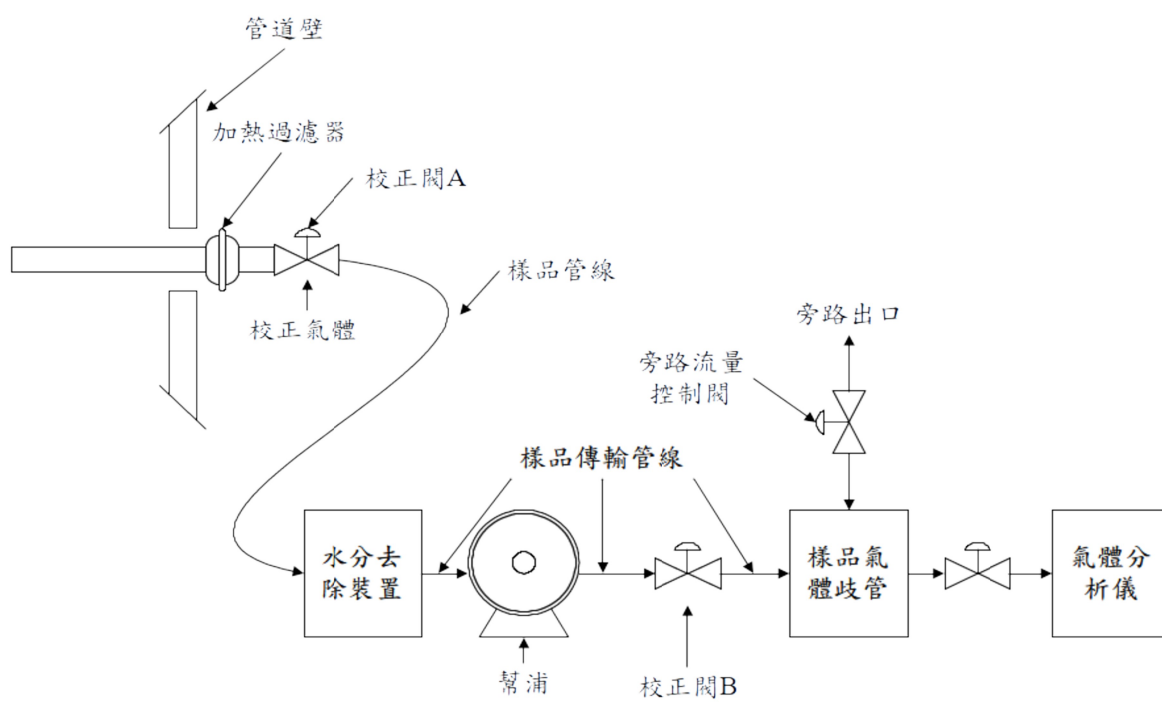 管道壁
加熱過濾器
校正閥A
樣品管線
校正氣體
旁路出口
旁路流量
控制閥
樣品傳輸管線
水分去
除裝置
樣品氣
體歧管
氣體分
析儀
幫浦
校正閥B